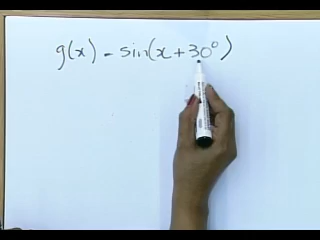 g(x) = sin(x+30°)